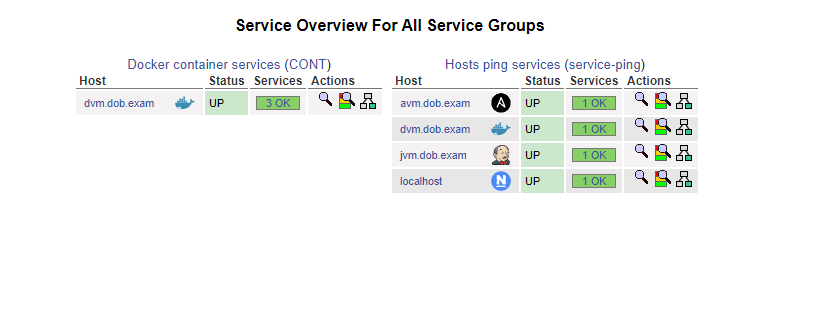 Service Overview For All Service Groups
Docker container services (CONT)
Host Status Services Actions
dvm.dob.exam UP 3 OK
Hosts ping services (service-ping)
Host Status Services Actions
avm.dob.exam A UP 1 OK
dvm.dob.exam UP 1 OK
jvm.dob.exam UP 1 OK
localhost N UP 1 OK